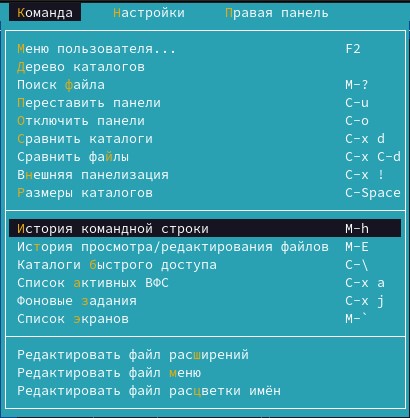 Команда Настройки Правая панель
Меню пользователя... F2
Дерево каталогов
Поиск файла M-?
Переставить панели C-u
Отключить панели C-o
Сравнить каталоги C-x d
Сравнить файлы C-x C-d
Внешняя панелизация C-x !
Размеры каталогов C-Space
История командной строки M-h
История просмотра/редактирования файлов M-E
Каталоги быстрого доступа C-\
Список активных ВФС C-x a
Фоновые задания C-x j
Список экранов M-`
Редактировать файл расширений
Редактировать файл меню
Редактировать файл расцветки имён